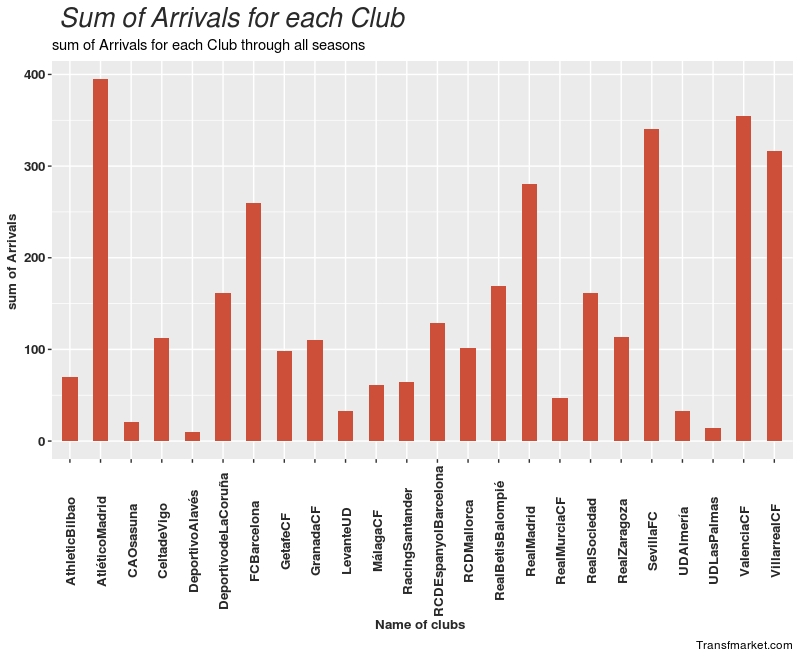 Sum of Arrivals for each Club
sum of Arrivals for each Club through all seasons
sum of Arrivals
400
300
200
100
0
AthleticBilbao
AtléticoMadrid
CAOsasuna
CeltadeVigo
DeportivoAlavés
DeportivodeLaCoruña
FCBarcelona
GetafeCF
GranadaCF
LevanteUD
MálagaCF
RacingSantander
RCDEspanyolBarcelona
RCDMallorca
RealBetisBalompié
RealMadrid
RealMurciaCF
RealSociedad
RealZaragoza
SevillaFC
UDAlmería
UDLasPalmas
ValenciaCF
VillarrealCF
Name of clubs
Transfmarket.com